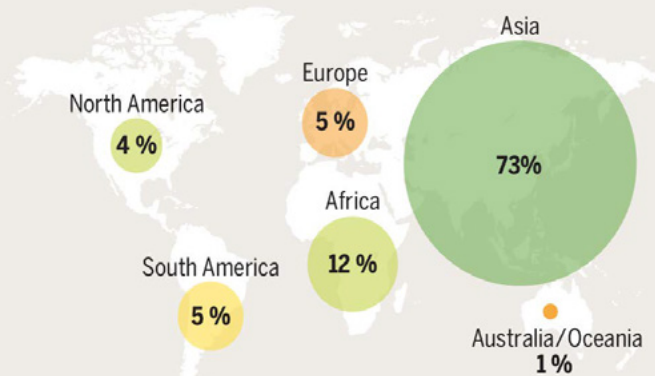 Asia
73%
Europe
5 %
North America
4 %
Africa
12 %
South America
5 %
Australia/Oceania
1 %